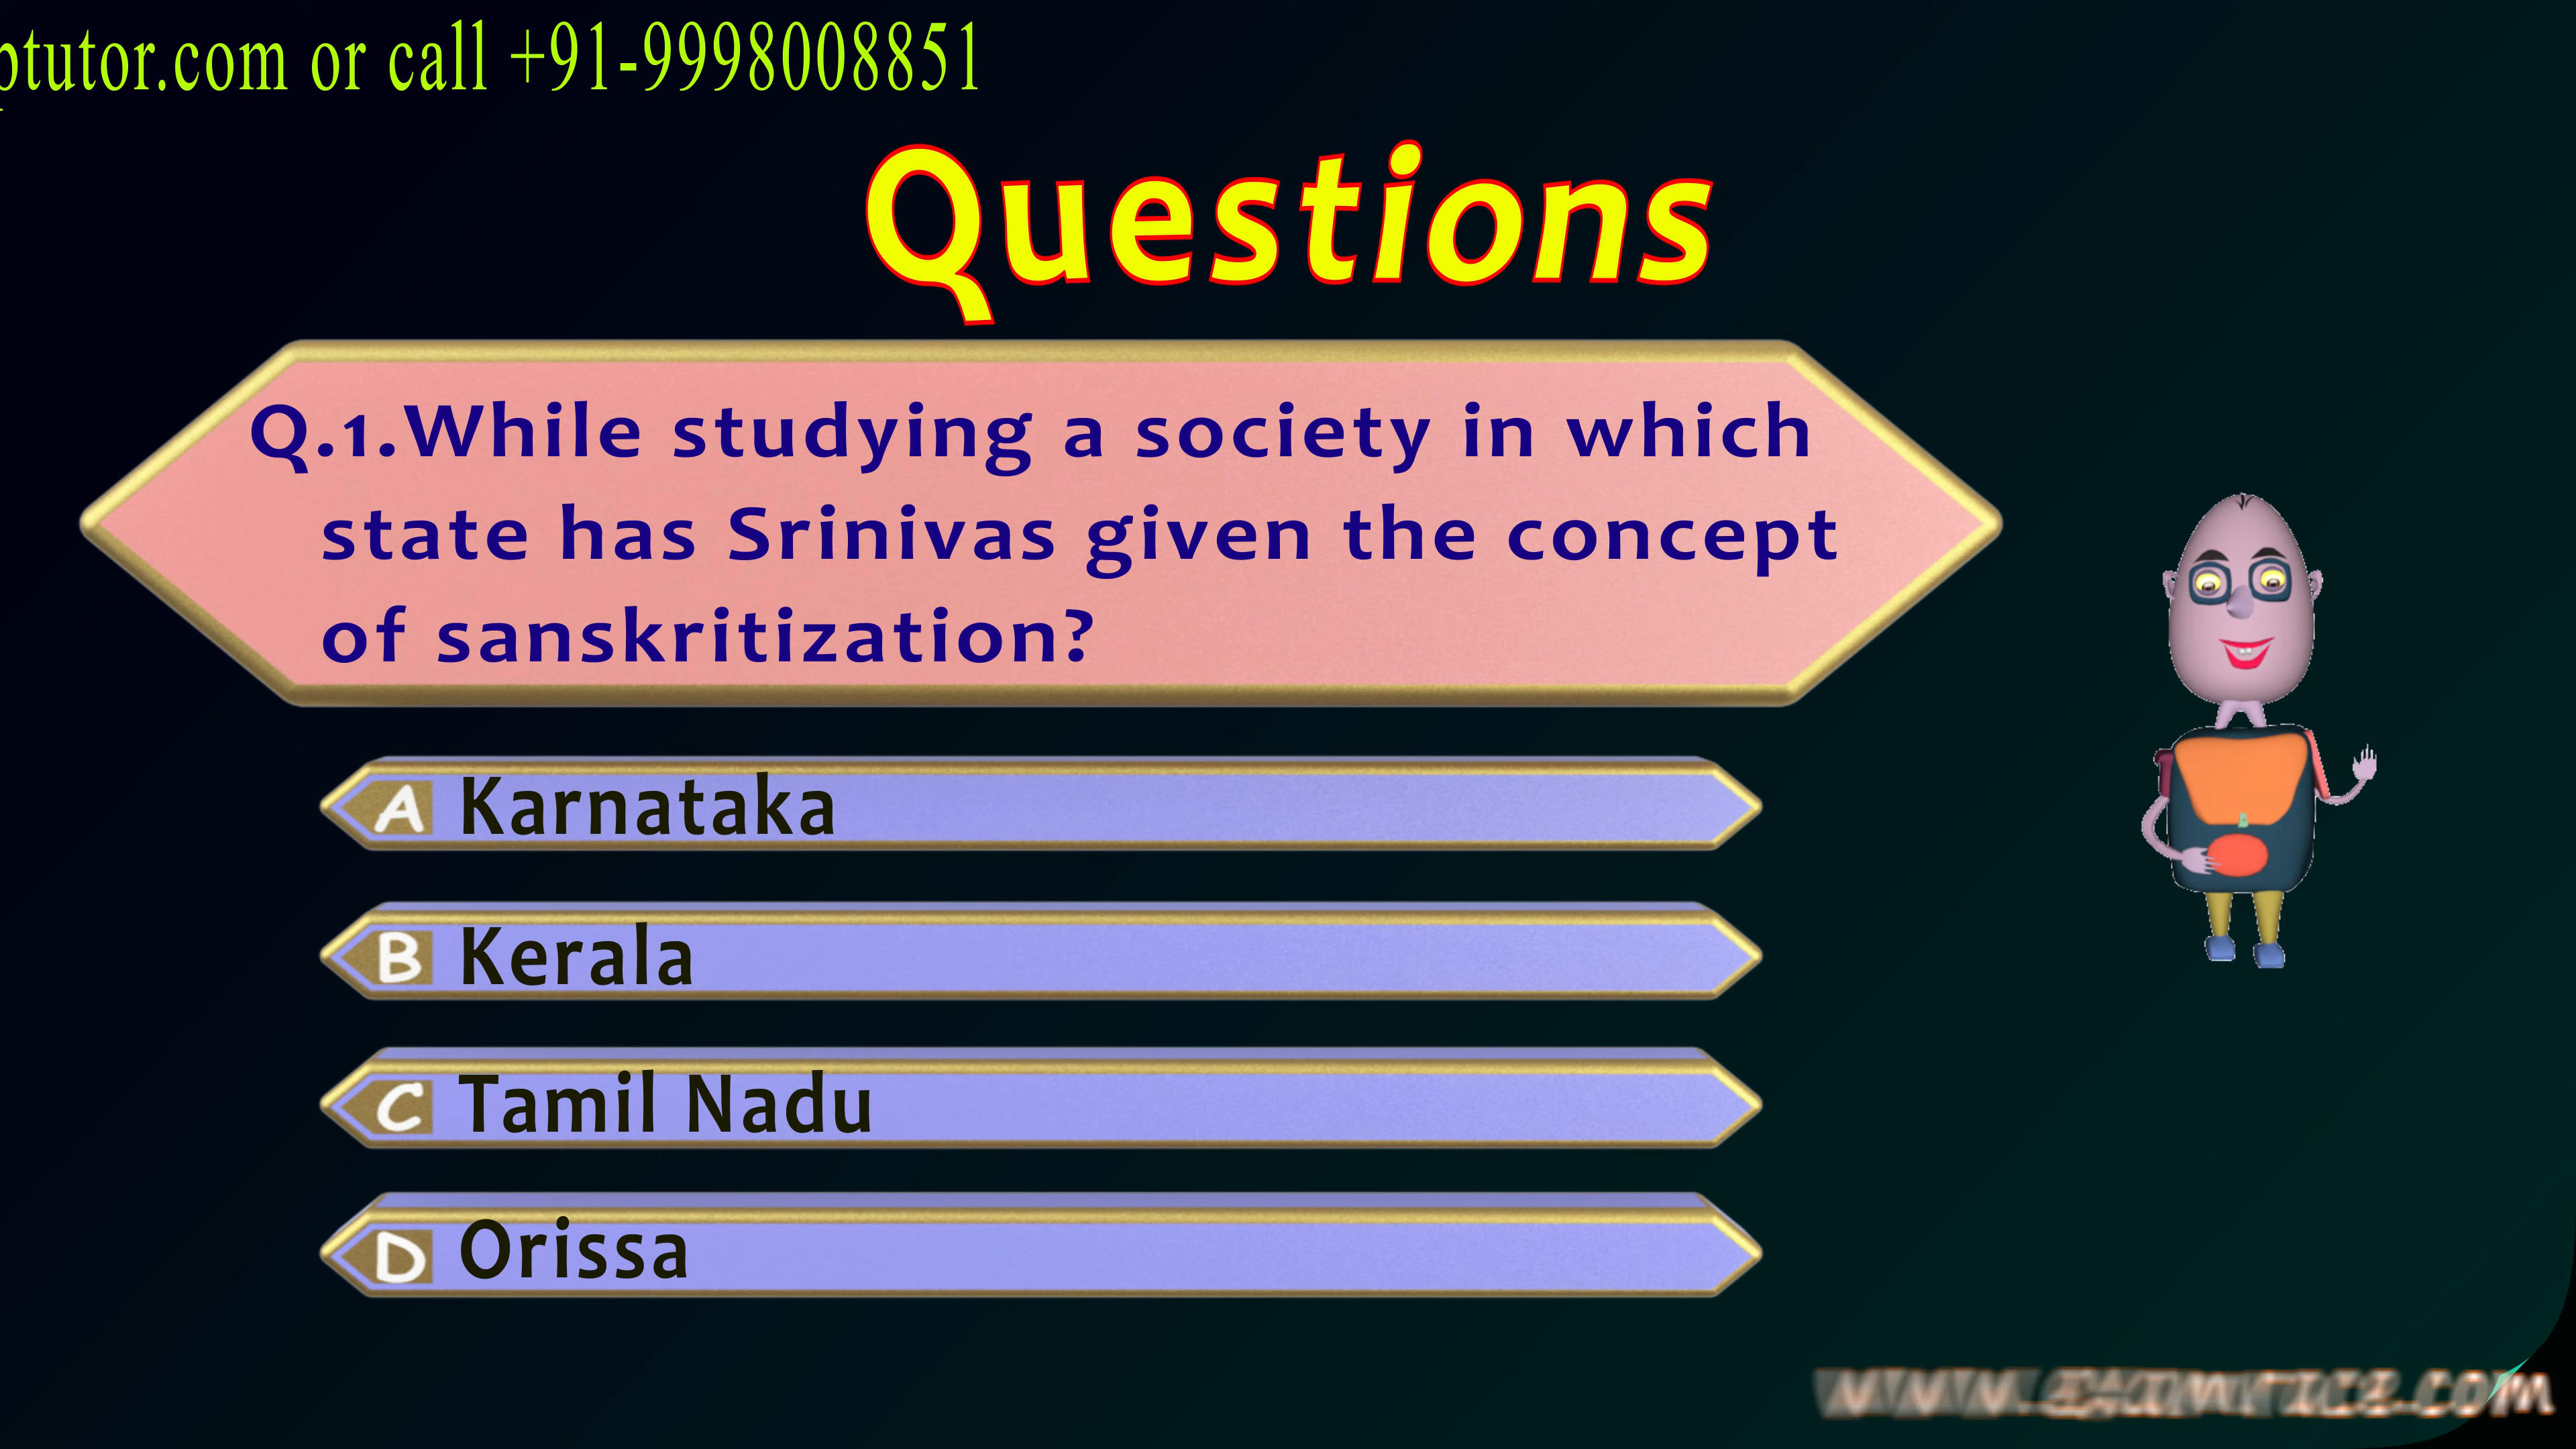 ptutor.com or call +91-9998008851
Questions
Q.1.While studying a society in which
state has Srinivas given the concept
of sanskritization?
A Karnataka
B Kerala
C Tamil Nadu
D Orissa